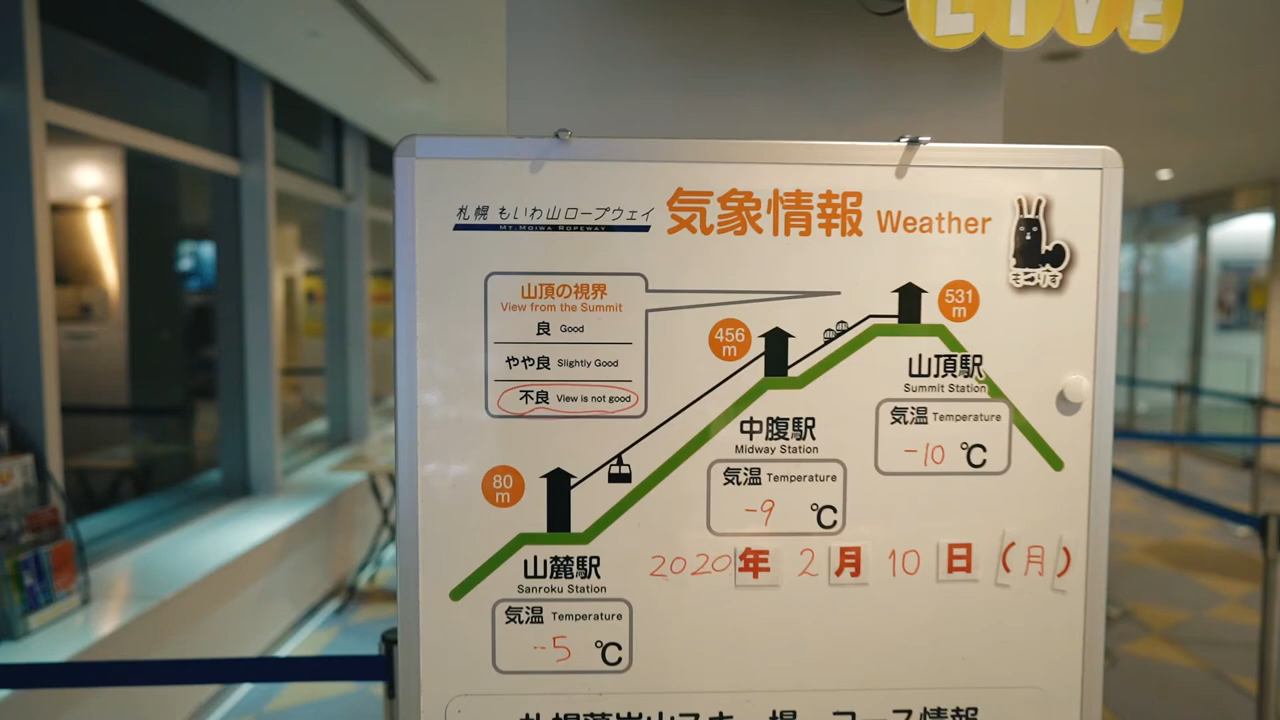 LIVE
札幌 もいわ山ロープウェイ
MT.MOIWA ROPEWAY
気象情報 Weather
山頂の視界
View from the Summit
良 Good
やや良 Slightly Good
不良 View is not good
531
m
456
m
山頂駅
Summit Station
気温 Temperature
-10 ℃
中腹駅
Midway Station
気温 Temperature
-9 ℃
80
m
山麓駅
Sanroku Station
気温 Temperature
-5 ℃
2020年 2月 10日 (月)